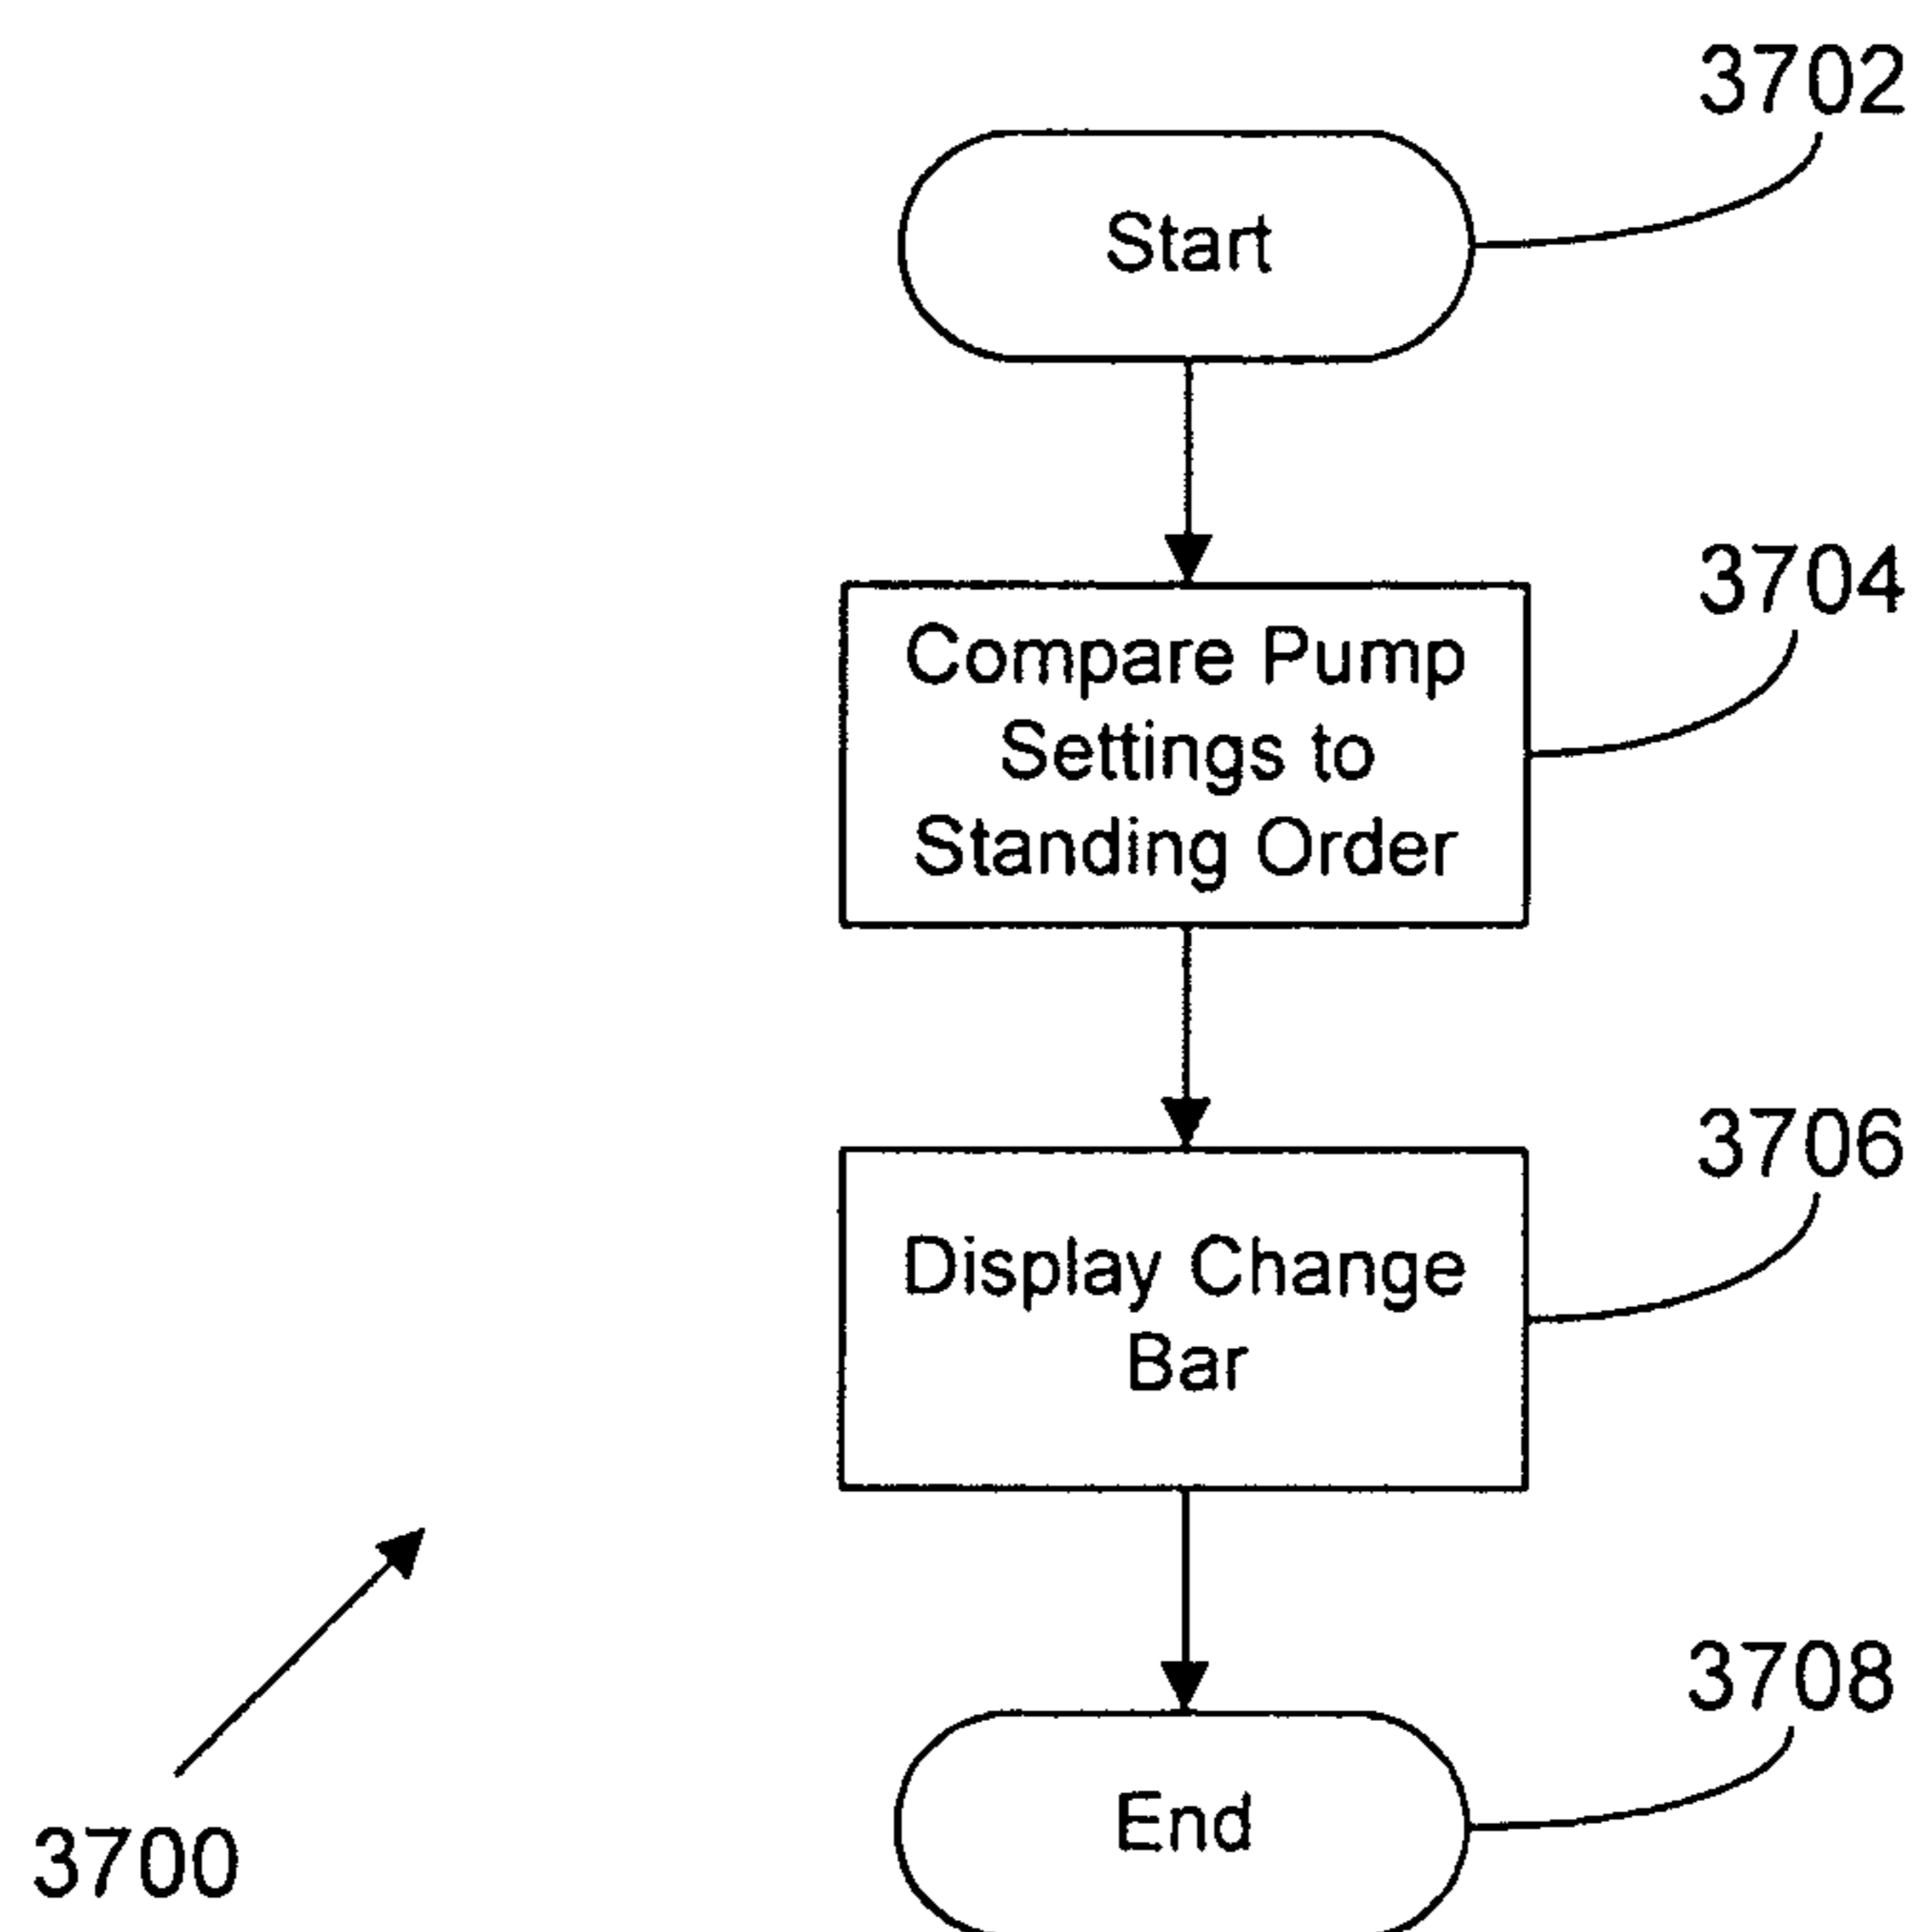 3702
Start
3704
Compare Pump
Settings to
Standing Order
3706
Display Change
Bar
3708
End
3700